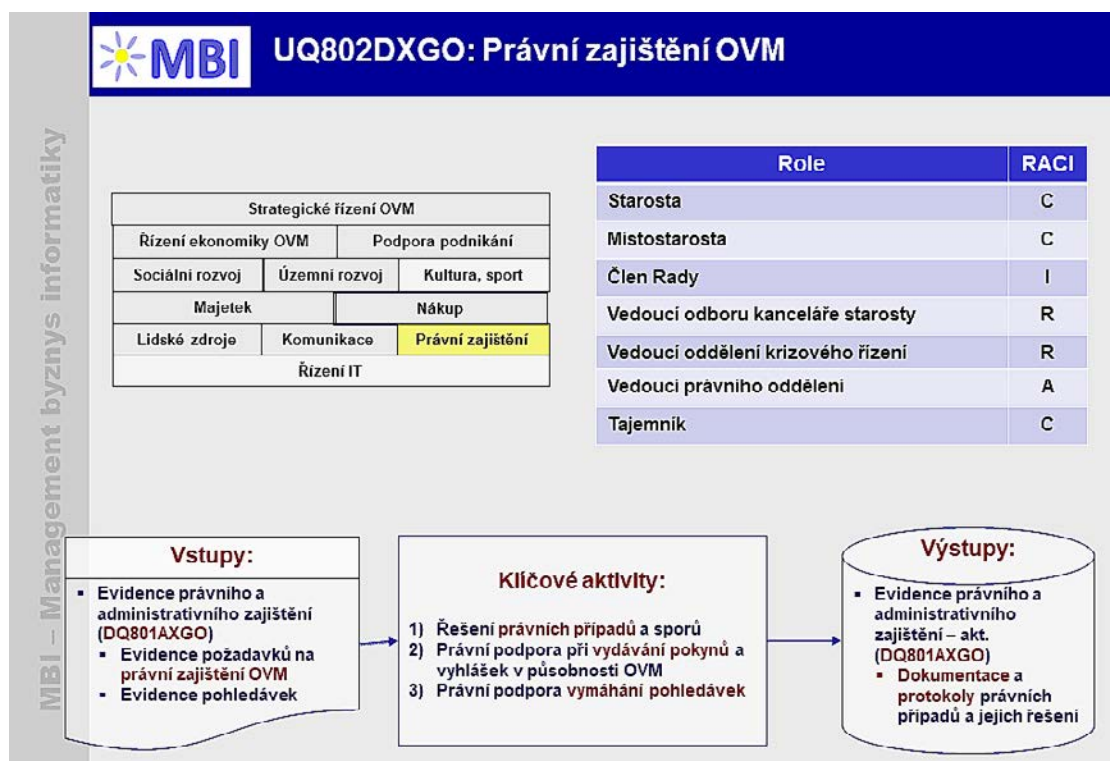 MBI
UQ802DXGO: Právní zajištění OVM
MBI – Management byznys informatiky
Strategické řízení OVM
Řízení ekonomiky OVM
Podpora podnikání
Sociální rozvoj
Územní rozvoj
Kultura, sport
Majetek
Nákup
Lidské zdroje
Komunikace
Právní zajištění
Řízení IT
Role RACI
Starosta C
Místostarosta C
Člen Rady I
Vedoucí odboru kanceláře starosty R
Vedoucí oddělení krizového řízení R
Vedoucí právního oddělení A
Tajemník C
Vstupy:
▪ Evidence právního a
administrativního zajištění
(DQ801AXGO)
▪ Evidence požadavků na
právní zajištění OVM
▪ Evidence pohledávek
Klíčové aktivity:
1) Řešení právních případů a sporů
2) Právní podpora při vydávání pokynů a
vyhlášek v působnosti OVM
3) Právní podpora vymáhání pohledávek
Výstupy:
▪ Evidence právního a
administrativního
zajištění – akt.
(DQ801AXGO)
▪ Dokumentace a
protokoly právních
případů a jejich řešení